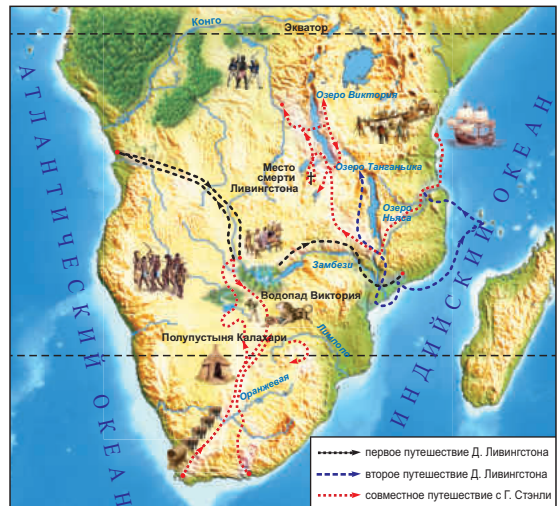 Конго
Экватор
АТЛАНТИЧЕСКИЙ ОКЕАН
Озеро Виктория
Место
смерти
Ливингстона
Озеро Танганьика
Озеро
Ньяса
Замбези
Водопад Виктория
ИНДИЙСКИЙ ОКЕАН
Полупустыня Калахари
Лимпопо
Оранжевая
первое путешествие Д. Ливингстона
второе путешествие Д. Ливингстона
совместное путешествие с Г. Стэнли